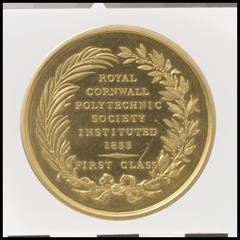 ROYAL
CORNWALL
POLYTECHNIC
SOCIETY
INSTITUTED
1833
FIRST CLASS